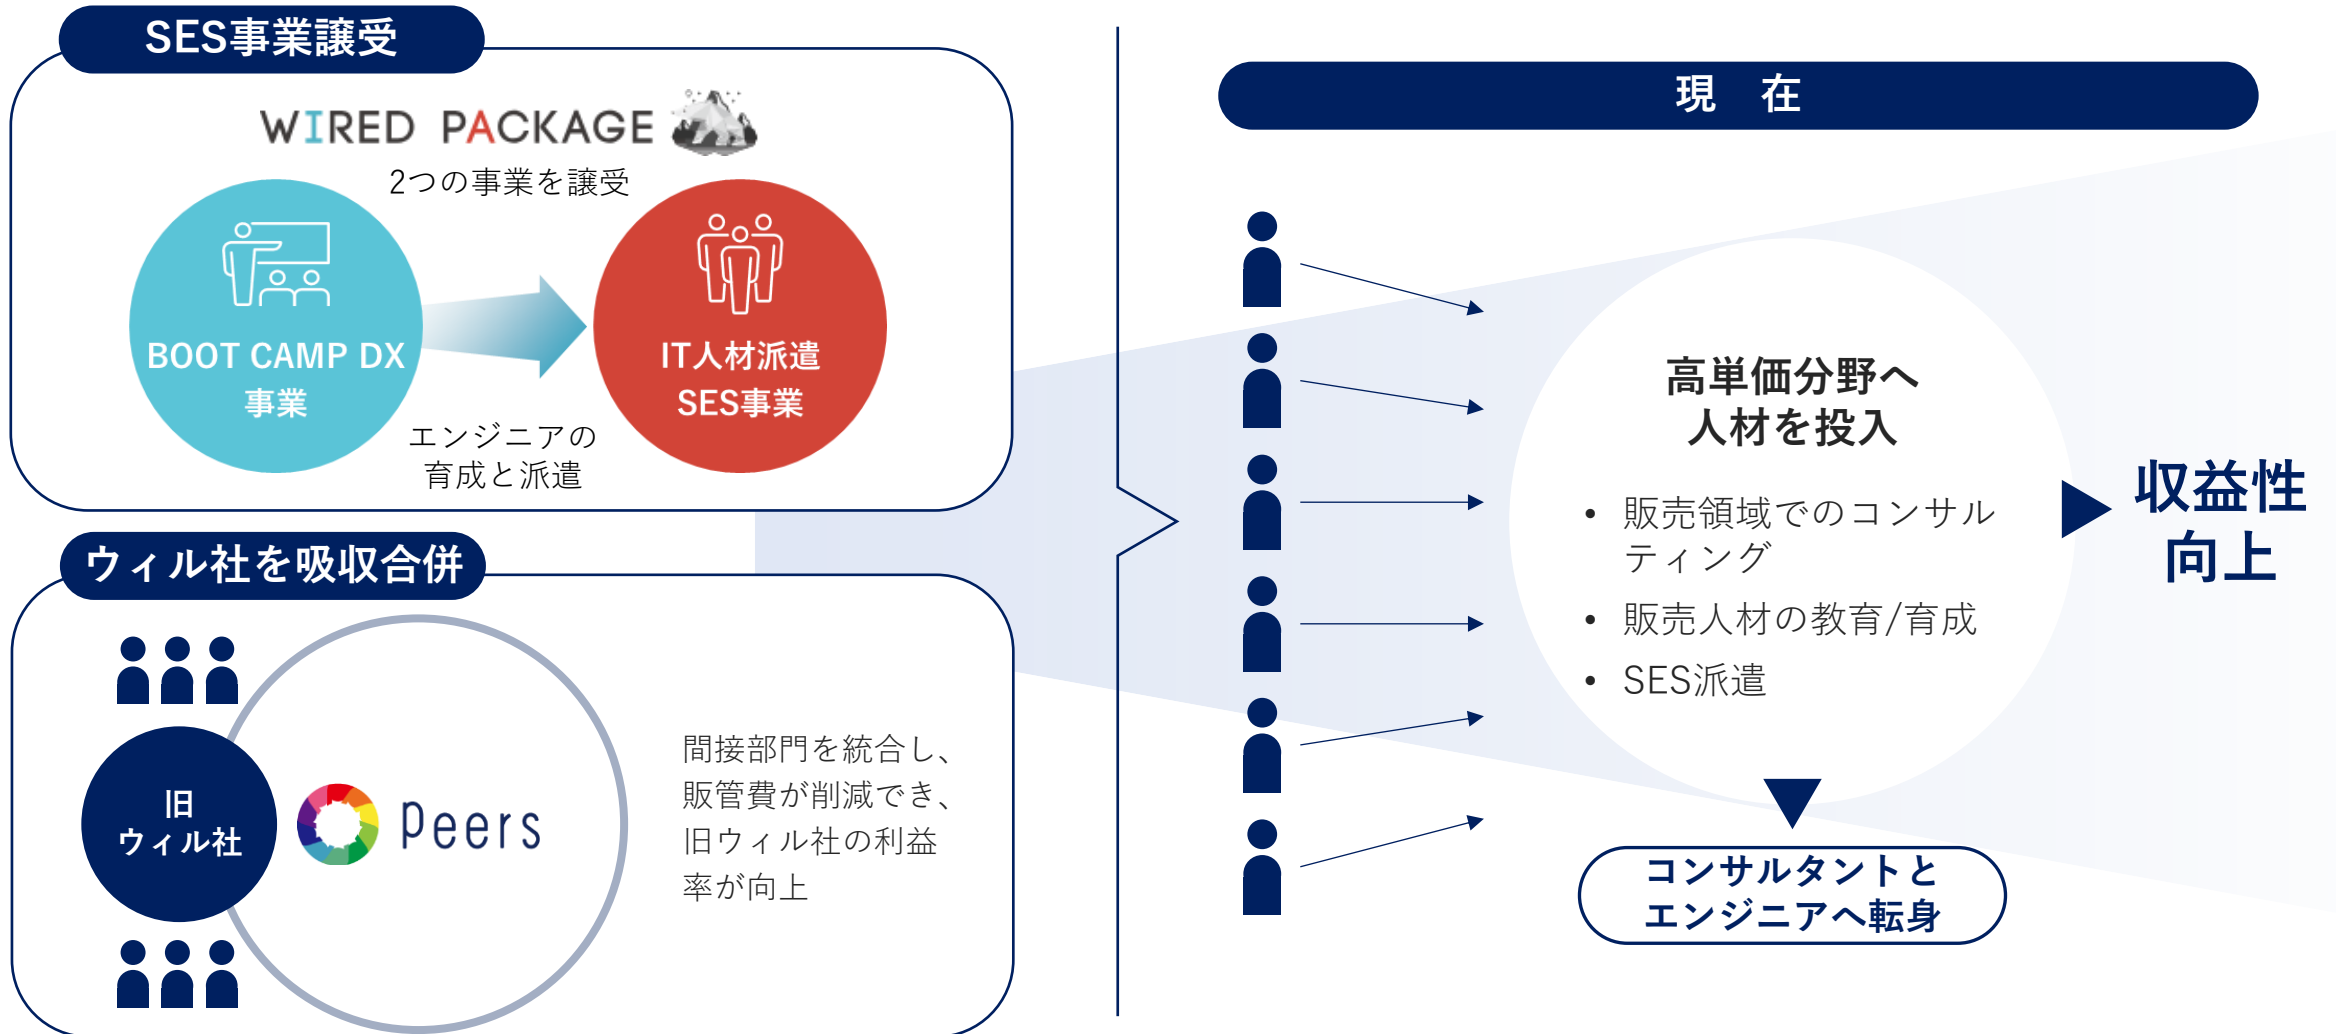 SES事業譲受
WIRED PACKAGE
2つの事業を譲受
BOOT CAMP DX
事業
IT人材派遣
SES事業
エンジニアの
育成と派遣
ウィル社を吸収合併
旧
ウィル社
peers
間接部門を統合し、
販管費が削減でき、
旧ウィル社の利益
率が向上
現 在
高単価分野へ
人材を投入
• 販売領域でのコンサル
ティング
• 販売人材の教育/育成
• SES派遣
収益性
向上
コンサルタントと
エンジニアへ転身